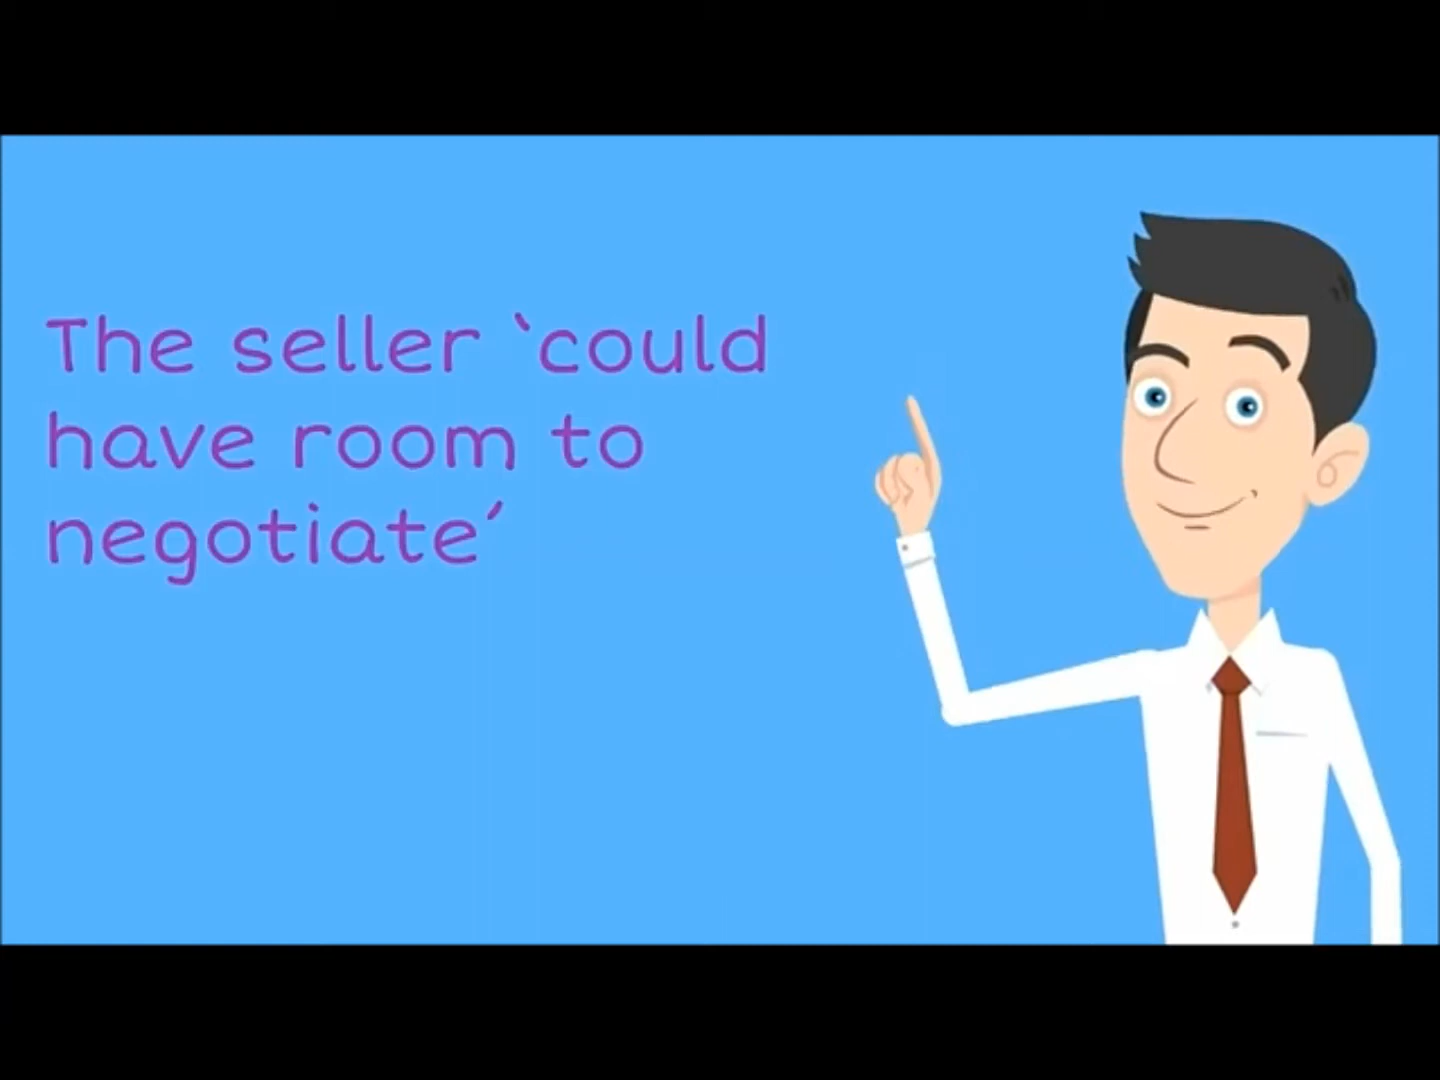 The seller ‘could
have room to
negotiate’